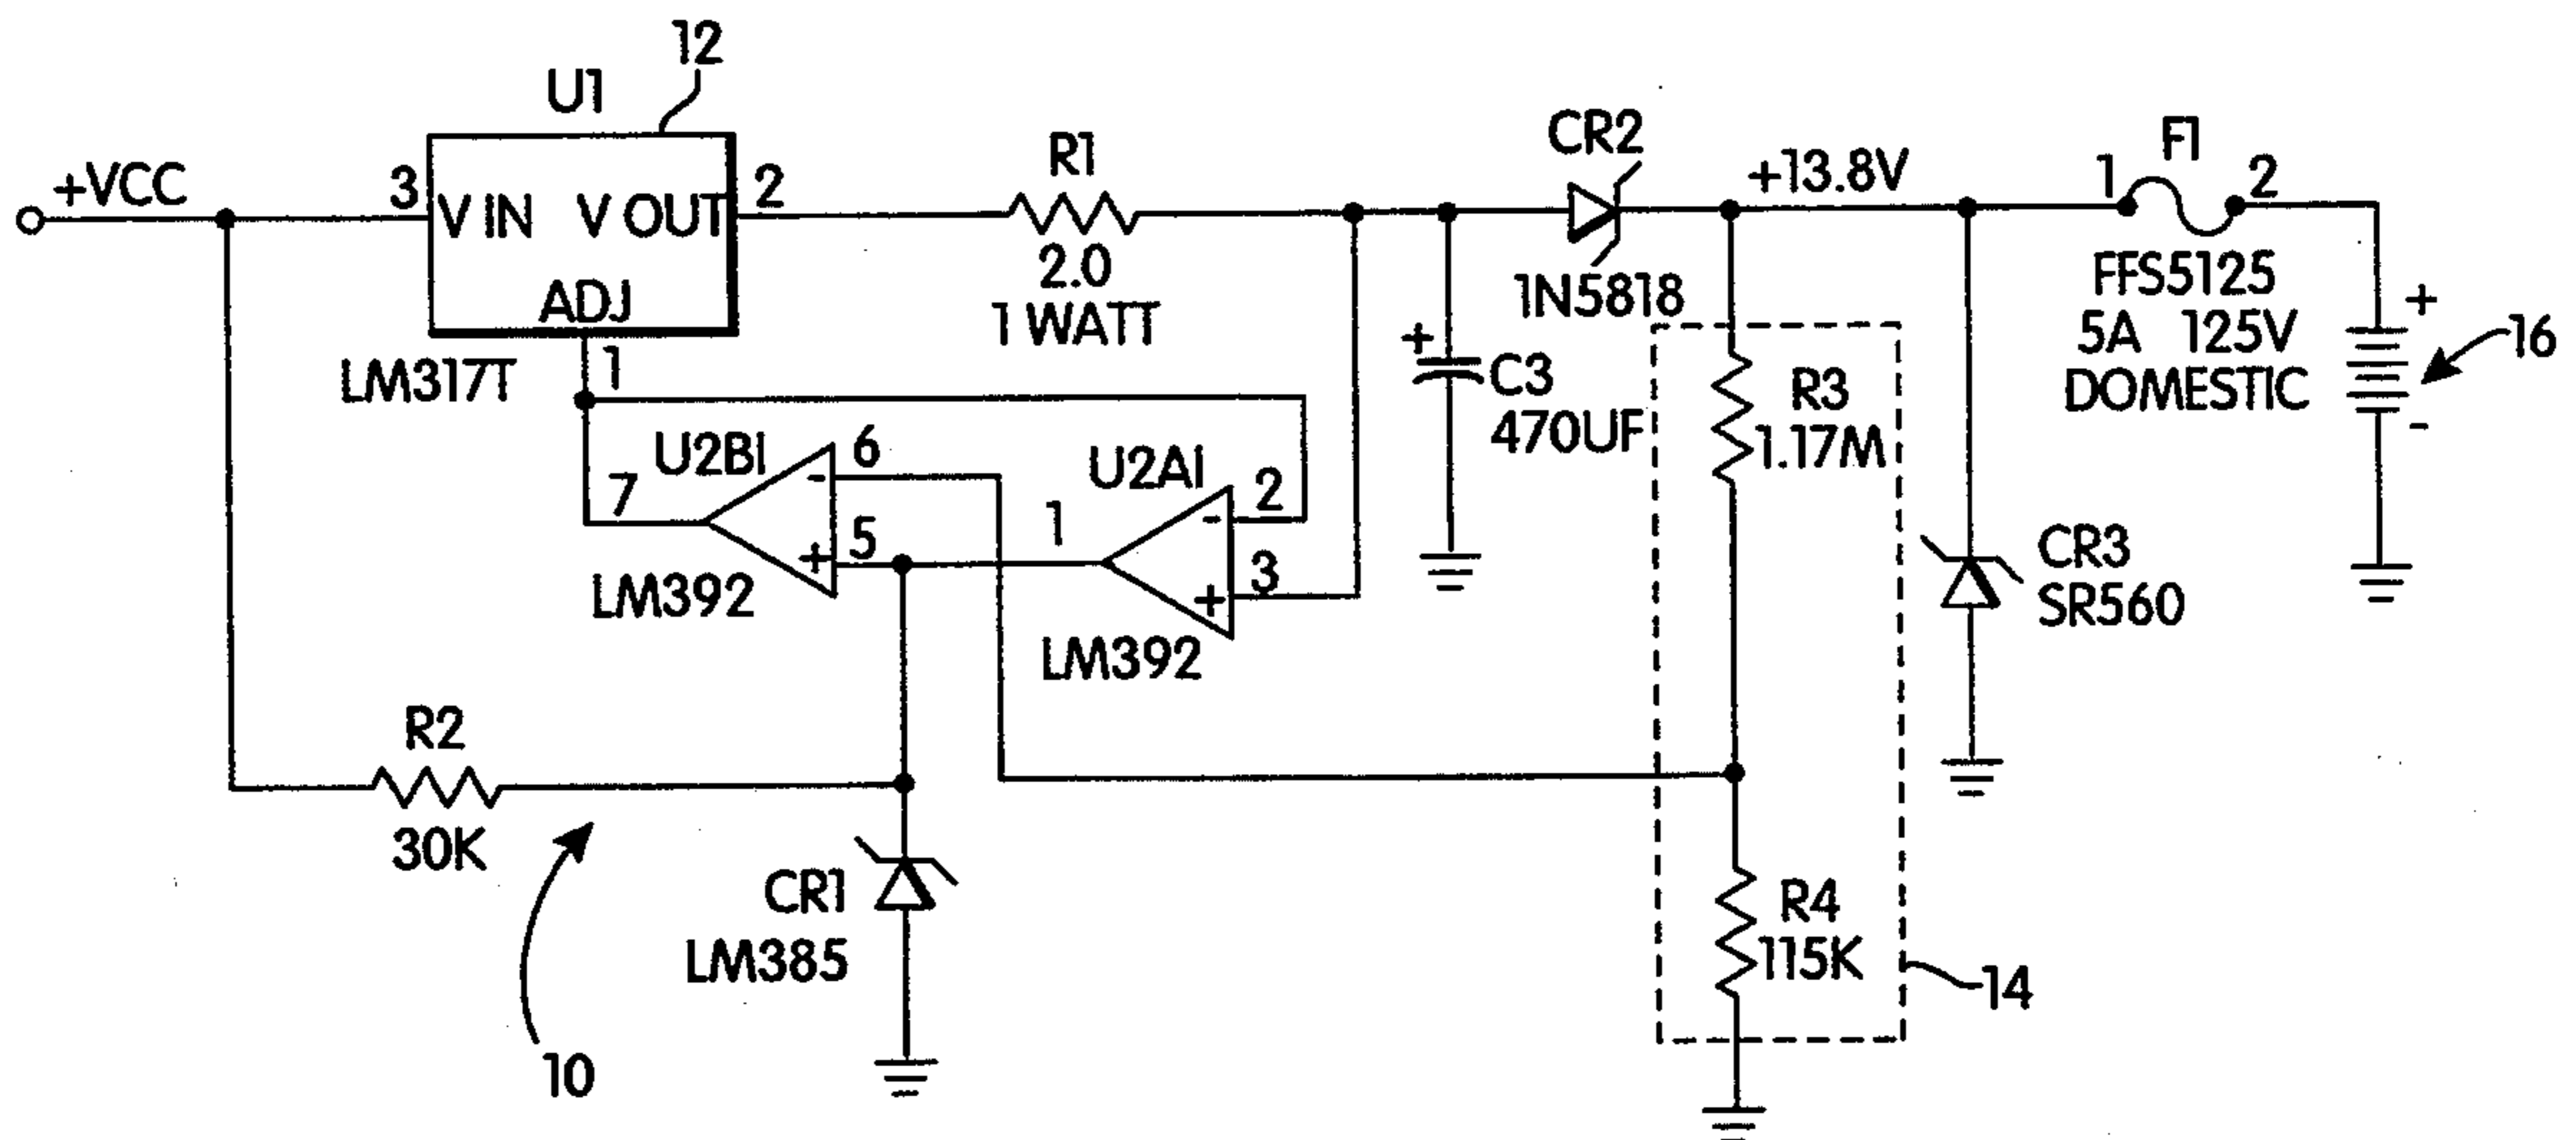 12
U1
+VCC
3
V IN
V OUT
2
ADJ
1
LM317T
R1
2.0
1 WATT
CR2
1N5818
+13.8V
F1
1
2
FFS5125
5A 125V
DOMESTIC
+
-
16
+
C3
470UF
R3
1.17M
U2Bi
7
6
-
5
+
LM392
U2Ai
1
2
-
3
+
LM392
CR3
SR560
R2
30K
CR1
LM385
R4
115K
14
10